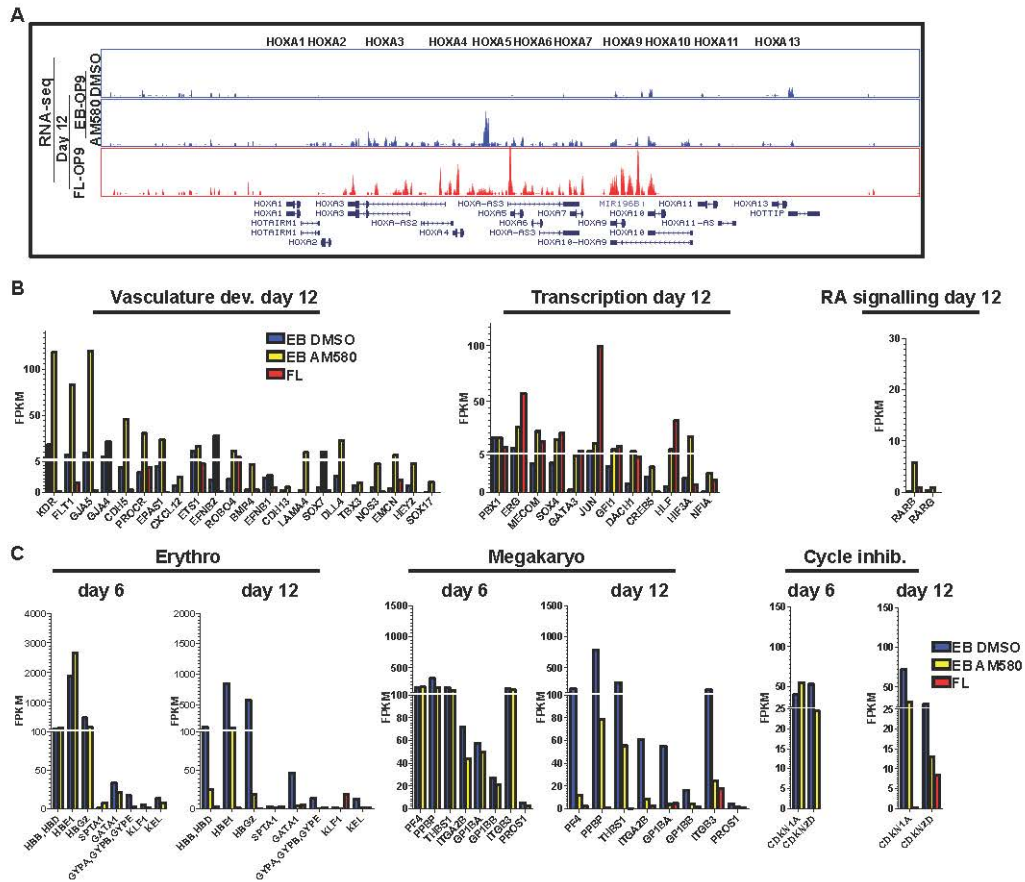 A
HOXA1 HOXA2 HOXA3 HOXA4 HOXA5 HOXA6 HOXA7 HOXA9 HOXA10 HOXA11 HOXA13
RNA-seq
Day 12
EB-OP9
DMSO
AM580
FL-OP9
HOXA1 HOXA3 HOXA-AS3 MIR196B HOXA11 HOXA13
HOXA1 HOXA3 HOXA5 HOXA7 HOXA10 HOTTIP
HOTAIRM1 HOXA-AS2 HOXA6 HOXA9 HOXA11-AS
HOTAIRM1 HOXA4 HOXA-AS3 HOXA10
HOXA2 HOXA10-HOXA9
B
Vasculature dev. day 12
FPKM
100
50
5
0
EB DMSO
EB AM580
FL
KDR FLT1 GJA5 GJA4 CDH5 PROCR EPAS1 CXCL12 ETS1 EFNB2 ROBO4 BMP4 EFNB1 CDH13 LAMA4 SOX7 DLL4 TBX3 NOS3 EMCN HEY2 SOX17
Transcription day 12
FPKM
100
50
5
0
PBX1 ERG MECOM SOX4 GATA3 JUN GFI1 DACH1 CREB5 HLF HIF3A NFIA
RA signalling day 12
FPKM
30
20
10
5
0
RARB RARG
C
Erythro
day 6
FPKM
4000
3000
2000
1000
100
50
0
HBB,HBD HBE1 HBG2 SPTA1 GATA1 GYPA,GYPB,GYPE KLF1 KEL
day 12
FPKM
2000
1500
1000
500
100
50
0
HBB,HBD HBE1 HBG2 SPTA1 GATA1 GYPA,GYPB,GYPE KLF1 KEL
Megakaryo
day 6
FPKM
1500
1000
500
100
80
60
40
20
0
PF4 PPBP THBS1 ITGA2B GP1BA GP1BB ITGB3 PROS1
day 12
FPKM
1500
1000
500
100
80
60
40
20
0
PF4 PPBP THBS1 ITGA2B GP1BA GP1BB ITGB3 PROS1
Cycle inhib.
day 6
FPKM
150
100
50
25
0
CDKN1A CDKN2D
day 12
FPKM
150
100
50
25
0
CDKN1A CDKN2D
EB DMSO
EB AM580
FL